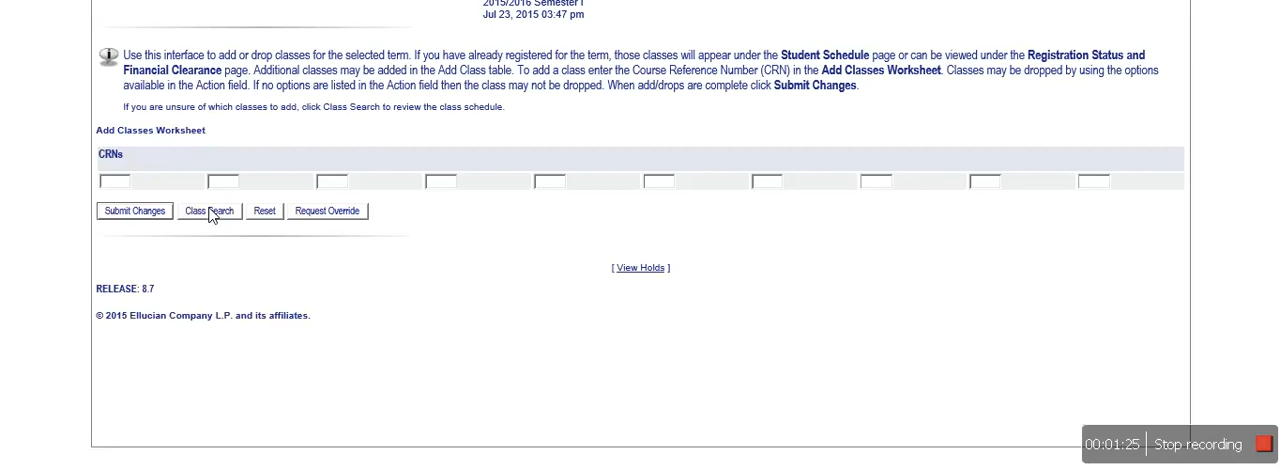 2015/2016 Semester I
Jul 23, 2015 03:47 pm
Use this interface to add or drop classes for the selected term. If you have already registered for the term, those classes will appear under the Student Schedule page or can be viewed under the Registration Status and
Financial Clearance page. Additional classes may be added in the Add Class table. To add a class enter the Course Reference Number (CRN) in the Add Classes Worksheet. Classes may be dropped by using the options
available in the Action field. If no options are listed in the Action field then the class may not be dropped. When add/drops are complete click Submit Changes.
If you are unsure of which classes to add, click Class Search to review the class schedule.
Add Classes Worksheet
CRNs
Submit Changes Class Search Reset Request Override
[ View Holds ]
RELEASE: 8.7
© 2015 Ellucian Company L.P. and its affiliates.
00:01:25 Stop recording